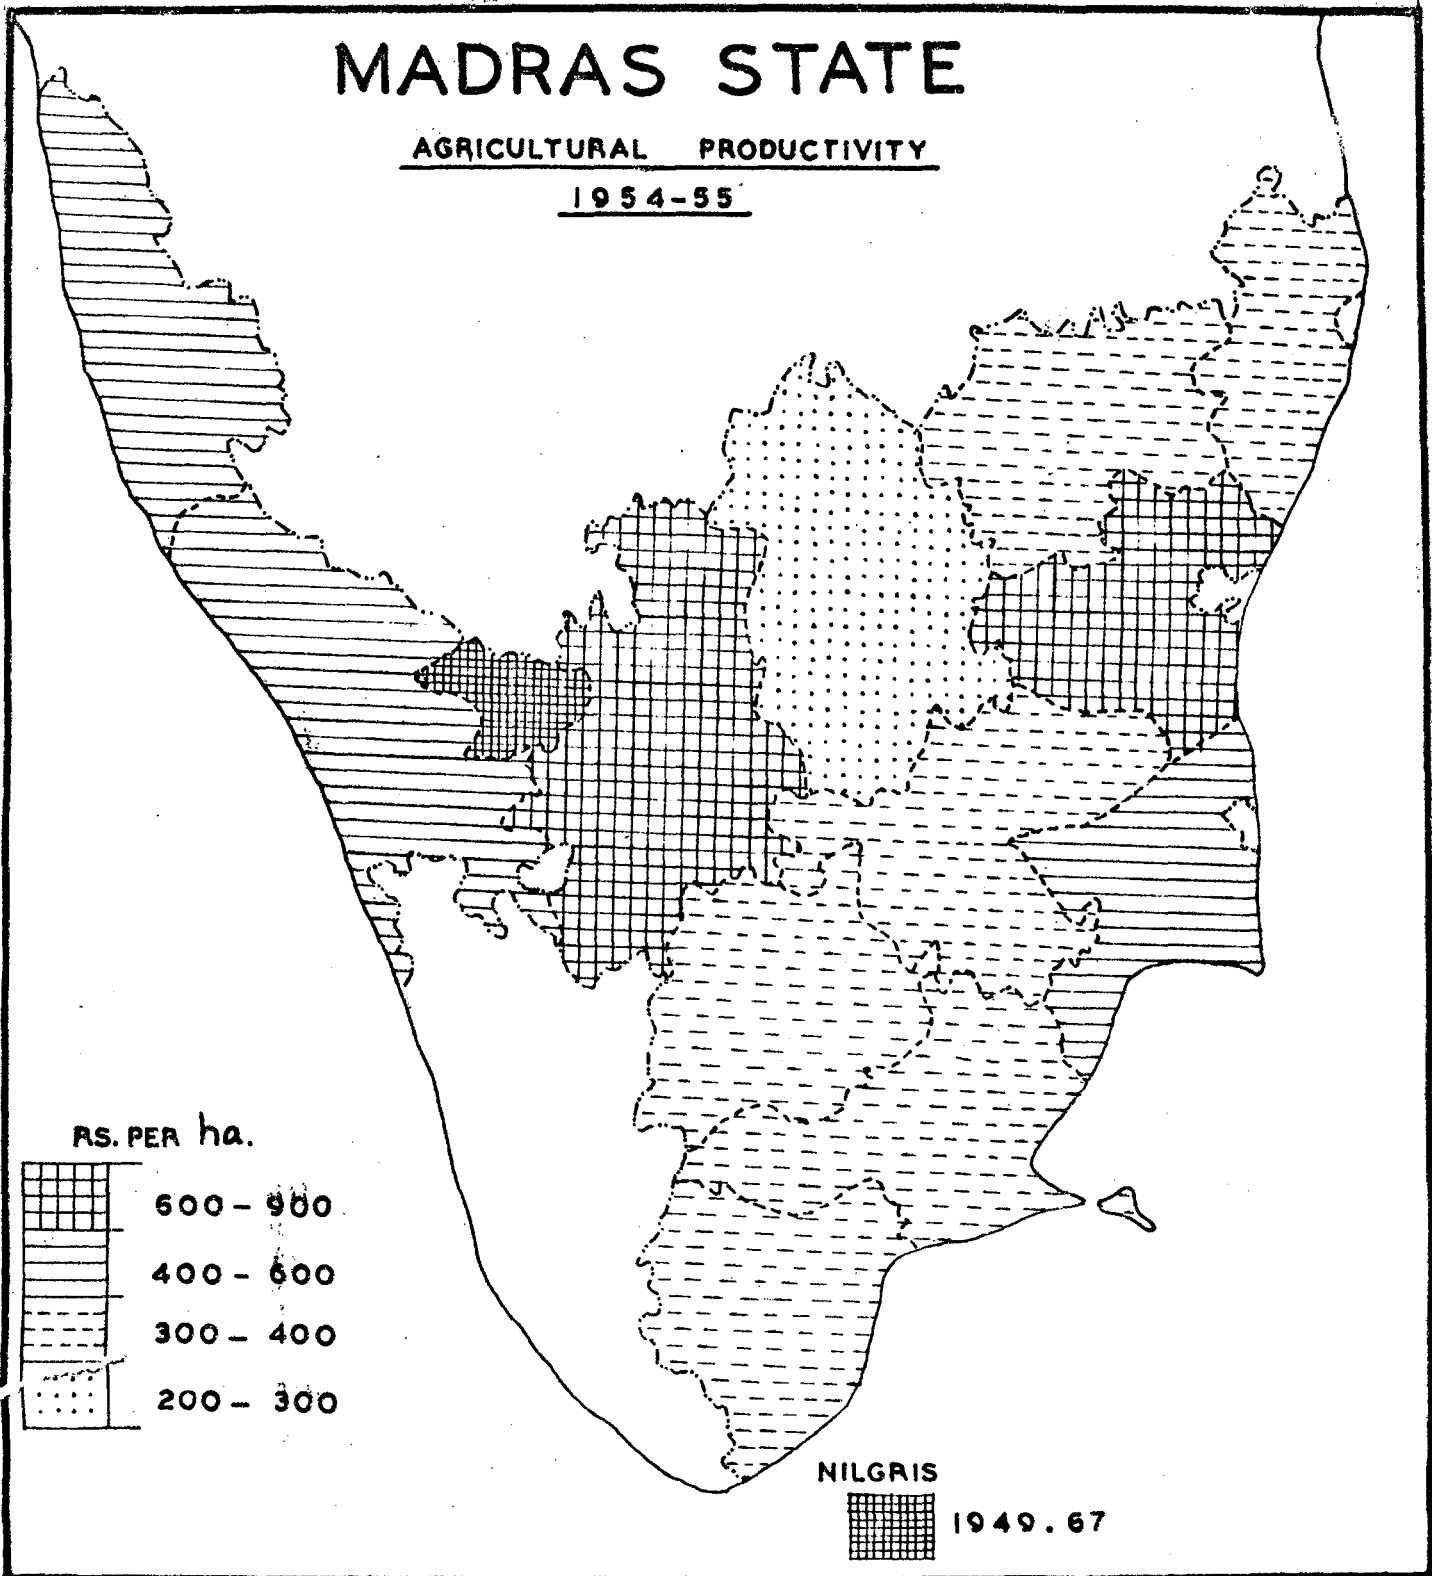 MADRAS STATE
AGRICULTURAL PRODUCTIVITY
1954-55
RS. PER ha.
600 - 900
400 - 600
300 - 400
200 - 300
NILGRIS
1949.67